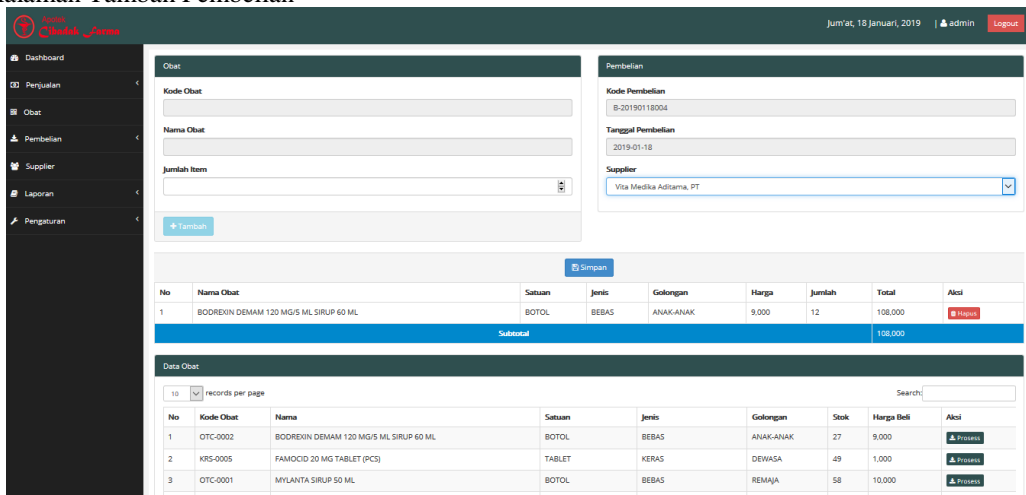 Halaman Tambah Pembelian
Apotek
Cibadak Farma
Jum'at, 18 Januari, 2019 | admin Logout
Dashboard
Penjualan
Obat
Pembelian
Supplier
Laporan
Pengaturan
Obat
Kode Obat
Nama Obat
Jumlah Item
+ Tambah
Pembelian
Kode Pembelian
B-20190118004
Tanggal Pembelian
2019-01-18
Supplier
Vita Medika Aditama, PT
Simpan
No Nama Obat Satuan Jenis Golongan Harga Jumlah Total Aksi
1 BODREXIN DEMAM 120 MG/5 ML SIRUP 60 ML BOTOL BEBAS ANAK-ANAK 9,000 12 108,000 Hapus
Subtotal 108,000
Data Obat
10 records per page Search:
No Kode Obat Nama Satuan Jenis Golongan Stok Harga Beli Aksi
1 OTC-0002 BODREXIN DEMAM 120 MG/5 ML SIRUP 60 ML BOTOL BEBAS ANAK-ANAK 27 9,000 Prosess
2 KRS-0005 FAMOCID 20 MG TABLET (PCS) TABLET KERAS DEWASA 49 1,000 Prosess
3 OTC-0001 MYLANTA SIRUP 50 ML BOTOL BEBAS REMAJA 58 10,000 Prosess